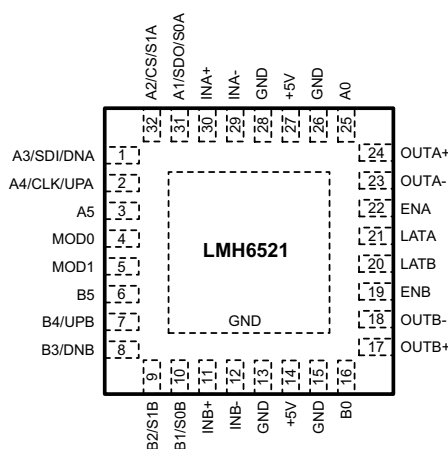 A2/CS/S1A
A1/SDO/S0A
INA+
INA-
GND
+5V
GND
A0
32
31
30
29
28
27
26
25
A3/SDI/DNA 1
A4/CLK/UPA 2
A5 3
MOD0 4
MOD1 5
B5 6
B4/UPB 7
B3/DNB 8
LMH6521
GND
24 OUTA+
23 OUTA-
22 ENA
21 LATA
20 LATB
19 ENB
18 OUTB-
17 OUTB+
9
10
11
12
13
14
15
16
B2/S1B
B1/S0B
INB+
INB-
GND
+5V
GND
B0